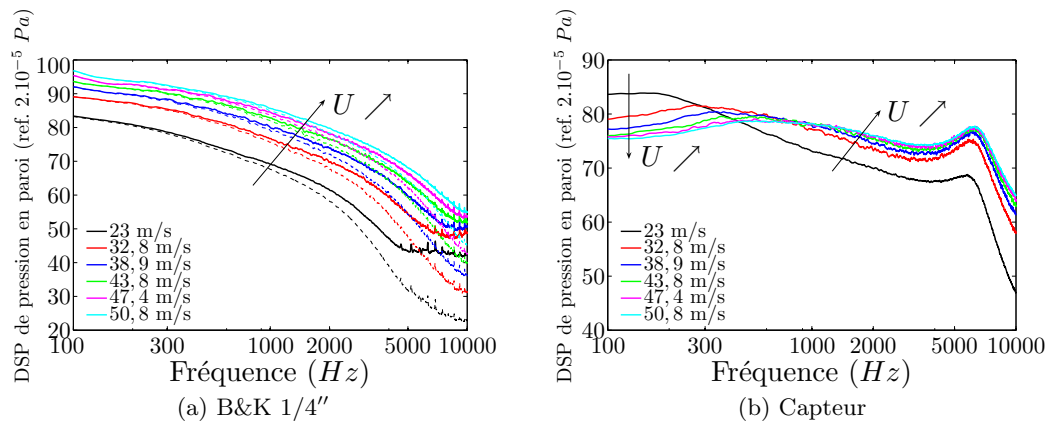 DSP de pression en paroi (ref. 2.10⁻⁵ Pa)
100
90
80
70
60
50
40
30
20
U ↗
23 m/s
32, 8 m/s
38, 9 m/s
43, 8 m/s
47, 4 m/s
50, 8 m/s
100 300 1000 2000 5000 10000
Fréquence (Hz)
(a) B&K 1/4′′
DSP de pression en paroi (ref. 2.10⁻⁵ Pa)
90
80
70
60
50
40
U ↗
U ↗
23 m/s
32, 8 m/s
38, 9 m/s
43, 8 m/s
47, 4 m/s
50, 8 m/s
100 300 1000 2000 5000 10000
Fréquence (Hz)
(b) Capteur